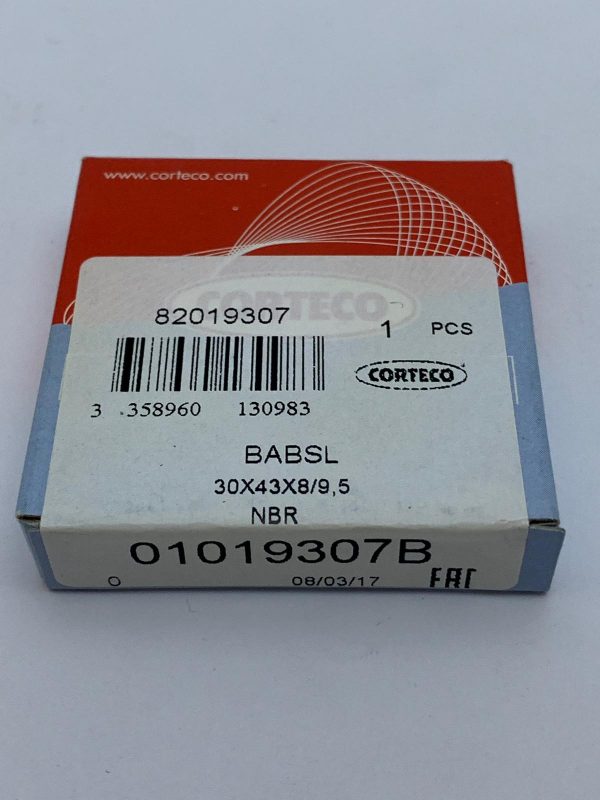 www.corteco.com
CORTECO
82019307
1 PCS
3 358960 130983
CORTECO
BABSL
30X43X8/9,5
NBR
01019307B
0 08/03/17 EAC